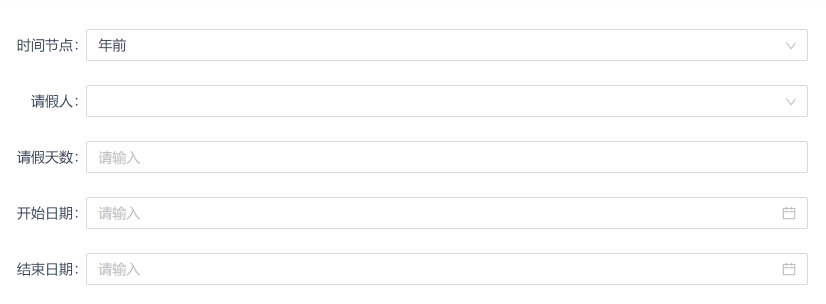 时间节点： 年前
请假人：
请假天数： 请输入
开始日期： 请输入
结束日期： 请输入